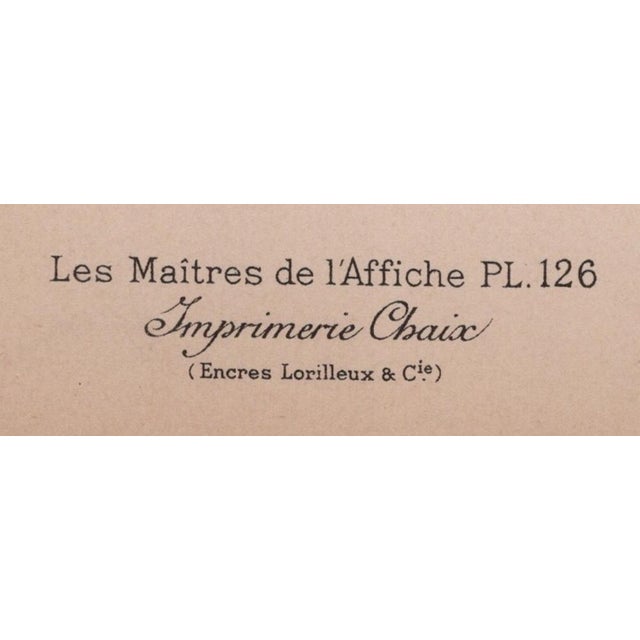 Les Maîtres de l'Affiche PL. 126
Imprimerie Chaix
(Encres Lorilleux & Cie.)